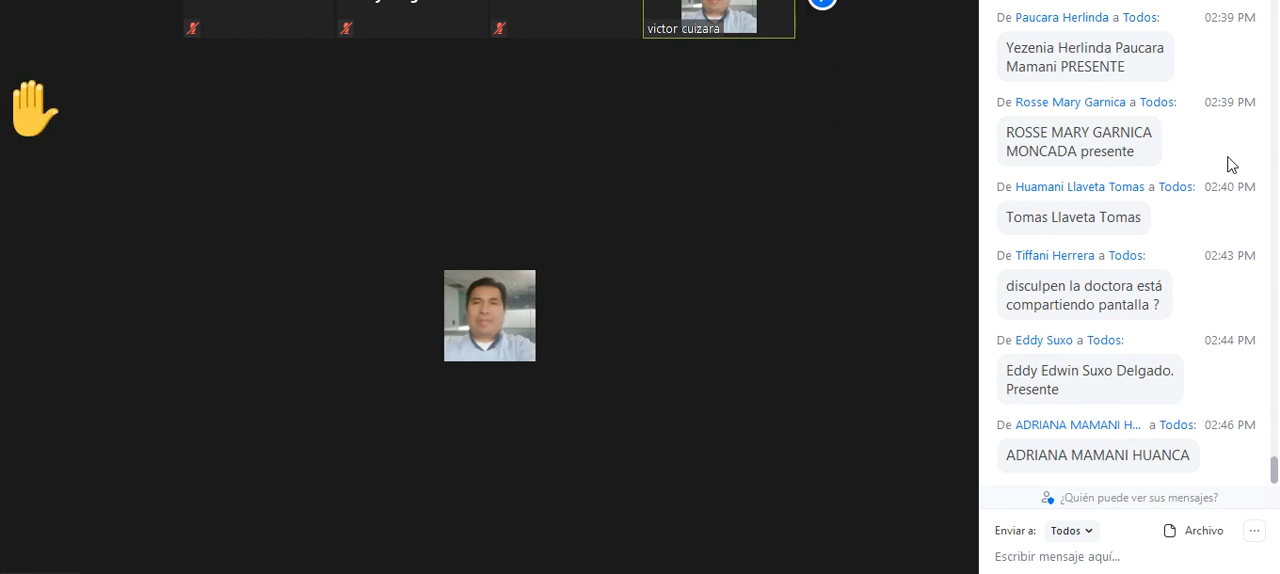 victor cuizara
De Paucara Herlinda a Todos: 02:39 PM
Yezenia Herlinda Paucara
Mamani PRESENTE
De Rosse Mary Garnica a Todos: 02:39 PM
ROSSE MARY GARNICA
MONCADA presente
De Huamani Llaveta Tomas a Todos: 02:40 PM
Tomas Llaveta Tomas
De Tiffani Herrera a Todos: 02:43 PM
disculpen la doctora está
compartiendo pantalla ?
De Eddy Suxo a Todos: 02:44 PM
Eddy Edwin Suxo Delgado.
Presente
De ADRIANA MAMANI H... a Todos: 02:46 PM
ADRIANA MAMANI HUANCA
¿Quién puede ver sus mensajes?
Enviar a: Todos Archivo ...
Escribir mensaje aquí...